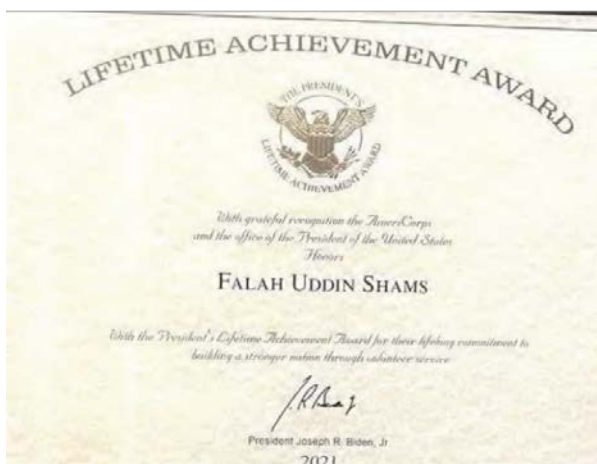 LIFETIME ACHIEVEMENT AWARD
THE PRESIDENT'S
LIFETIME ACHIEVEMENT AWARD
With grateful recognition the AmeriCorps
and the office of the President of the United States
Honors
FALAH UDDIN SHAMS
With the President's Lifetime Achievement Award for their lifelong commitment to
building a stronger nation through volunteer service
President Joseph R. Biden, Jr.
2021